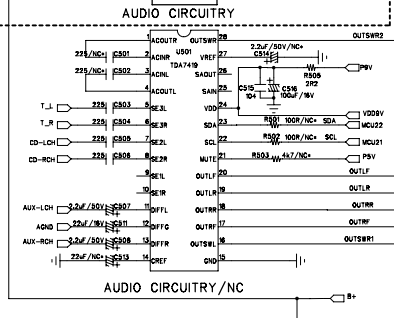 AUDIO CIRCUITRY
1 ACOUTR OUTSWR 28 OUTSWR2
225/NC* C501 2 ACINR U501 VREF 27 2.2uF/50V/NC* C514
TDA7419
225/NC* C502 3 ACINL SAOUT 26 R505 2R2 P9V
4 ACOUTL SAIN 25 C515 104 C516 100uF/16V
T_L 225 C503 5 SE3L VDD 24 VDD9V
T_R 225 C504 6 SE3R SDA 23 R501 100R/NC* SDA MCU22
CD-LCH 225 C505 7 SE2L SCL 22 R502 100R/NC* SCL MCU21
CD-RCH 225 C506 8 SE2R MUTE 21 R503 4k7/NC* P5V
9 SE1L OUTLF 20 OUTLF
10 SE1R OUTLR 19 OUTLR
AUX-LCH 2.2uF/50V C507 11 DIFFL OUTRR 18 OUTRR
AGND 22uF/16V C511 12 DIFFG OUTRF 17 OUTRF
AUX-RCH 2.2uF/50V C508 13 DIFFR OUTSWL 16 OUTSWR1
22uF/NC* C513 14 CREF GND 15
AUDIO CIRCUITRY/NC
B+